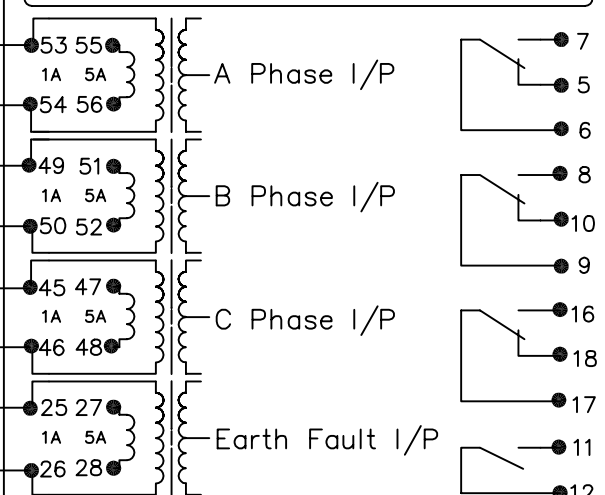 53 55
1A 5A
54 56
A Phase I/P
7
5
6
49 51
1A 5A
50 52
B Phase I/P
8
10
9
45 47
1A 5A
46 48
C Phase I/P
16
18
17
25 27
1A 5A
26 28
Earth Fault I/P
11
12